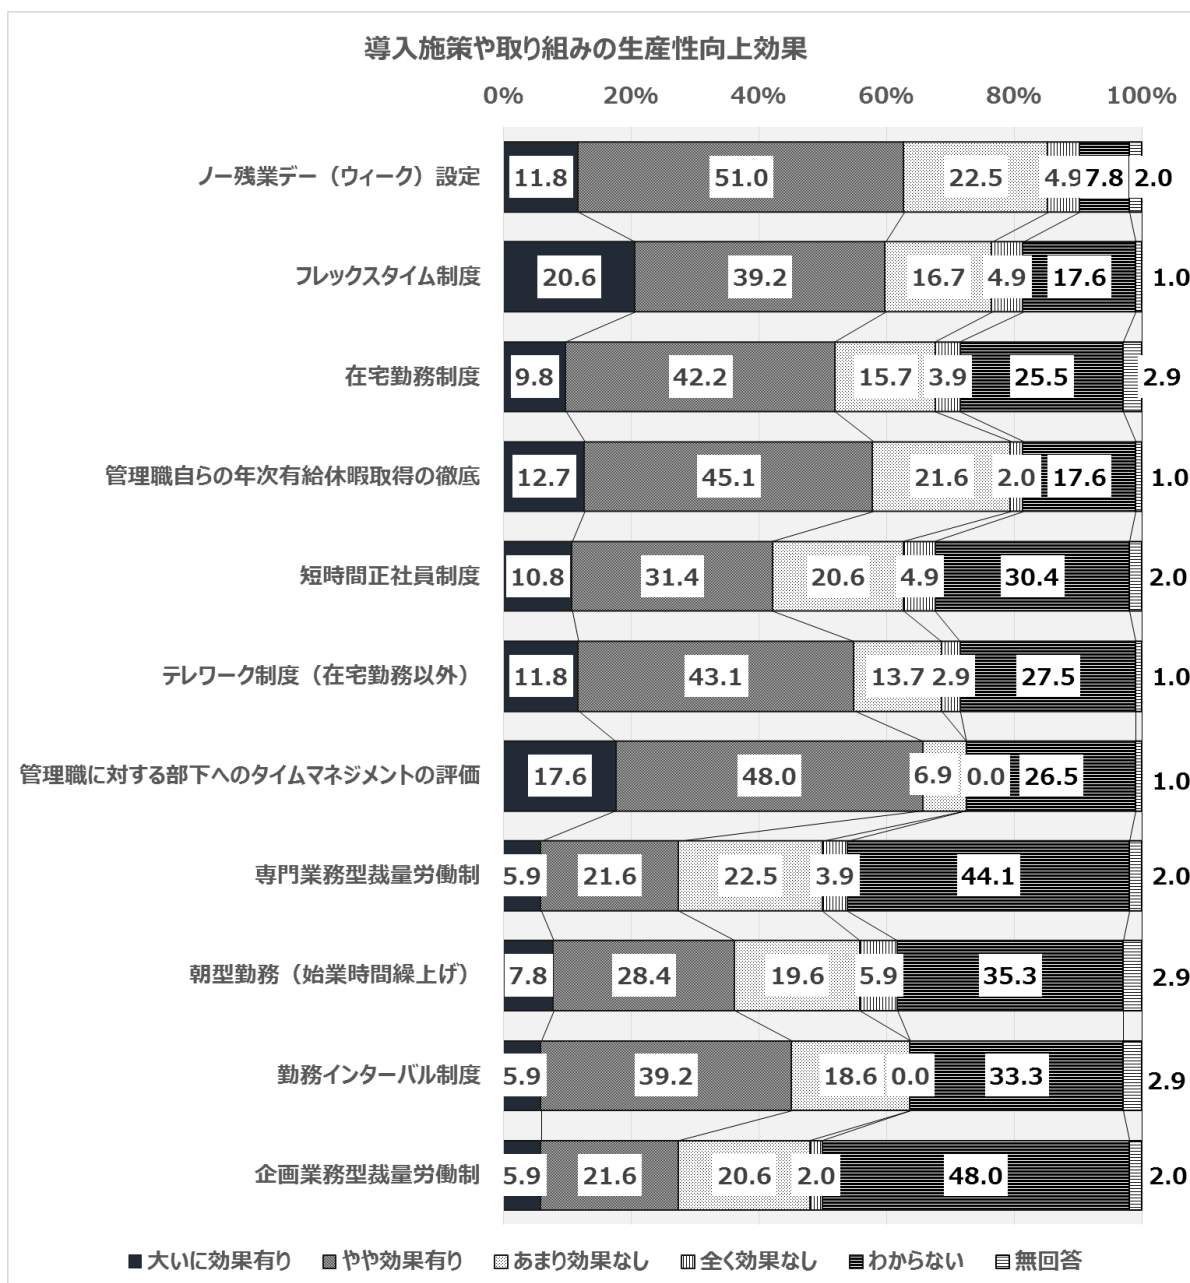 導入施策や取り組みの生産性向上効果
0% 20% 40% 60% 80% 100%
ノー残業デー（ウィーク）設定 11.8 51.0 22.5 4.9 7.8 2.0
フレックスタイム制度 20.6 39.2 16.7 4.9 17.6 1.0
在宅勤務制度 9.8 42.2 15.7 3.9 25.5 2.9
管理職自らの年次有給休暇取得の徹底 12.7 45.1 21.6 2.0 17.6 1.0
短時間正社員制度 10.8 31.4 20.6 4.9 30.4 2.0
テレワーク制度（在宅勤務以外） 11.8 43.1 13.7 2.9 27.5 1.0
管理職に対する部下へのタイムマネジメントの評価 17.6 48.0 6.9 0.0 26.5 1.0
専門業務型裁量労働制 5.9 21.6 22.5 3.9 44.1 2.0
朝型勤務（始業時間繰上げ） 7.8 28.4 19.6 5.9 35.3 2.9
勤務インターバル制度 5.9 39.2 18.6 0.0 33.3 2.9
企画業務型裁量労働制 5.9 21.6 20.6 2.0 48.0 2.0
大いに効果有り やや効果有り あまり効果なし 全く効果なし わからない 無回答